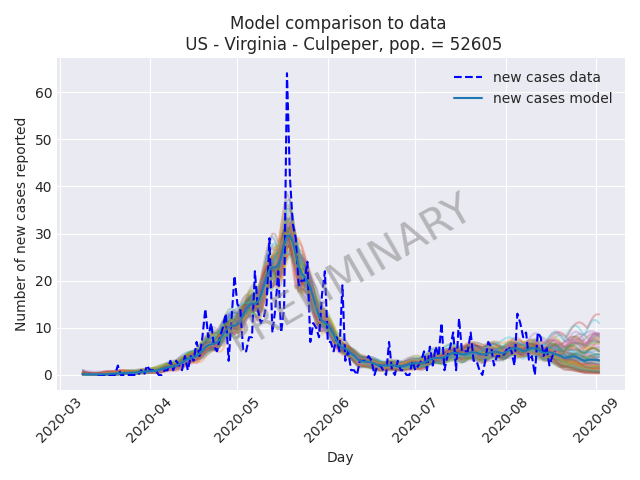 Model comparison to data
US - Virginia - Culpeper, pop. = 52605
new cases data
new cases model
Number of new cases reported
60
50
40
30
20
10
0
PRELIMINARY
2020-03
2020-04
2020-05
2020-06
2020-07
2020-08
2020-09
Day